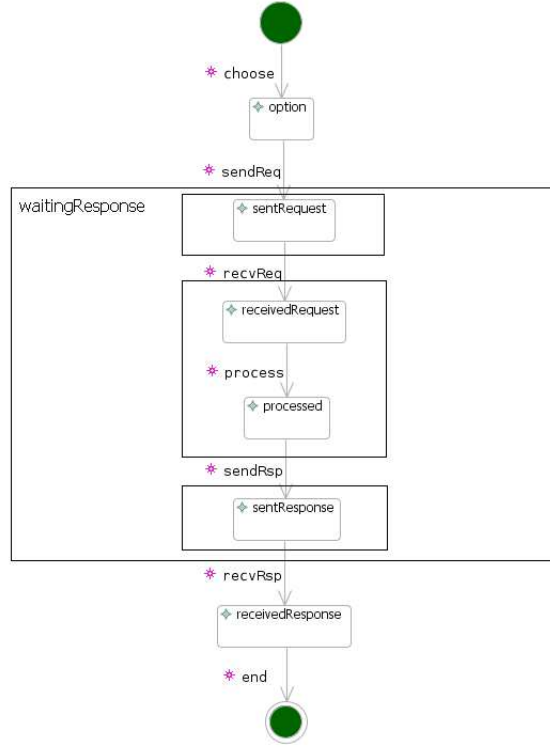 choose
option
sendReq
waitingResponse
sentRequest
recvReq
receivedRequest
process
processed
sendRsp
sentResponse
recvRsp
receivedResponse
end